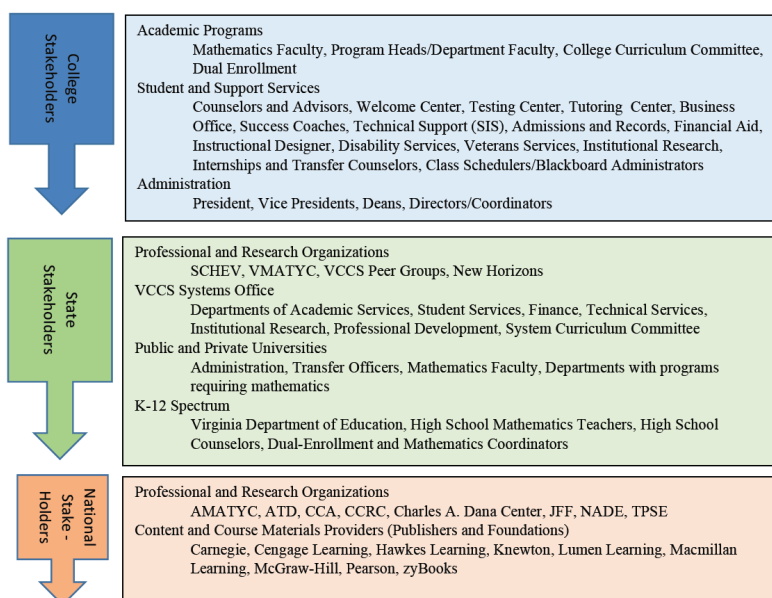 College
Stakeholders
Academic Programs
Mathematics Faculty, Program Heads/Department Faculty, College Curriculum Committee,
Dual Enrollment
Student and Support Services
Counselors and Advisors, Welcome Center, Testing Center, Tutoring Center, Business
Office, Success Coaches, Technical Support (SIS), Admissions and Records, Financial Aid,
Instructional Designer, Disability Services, Veterans Services, Institutional Research,
Internships and Transfer Counselors, Class Schedulers/Blackboard Administrators
Administration
President, Vice Presidents, Deans, Directors/Coordinators
State
Stakeholders
Professional and Research Organizations
SCHEV, VMATYC, VCCS Peer Groups, New Horizons
VCCS Systems Office
Departments of Academic Services, Student Services, Finance, Technical Services,
Institutional Research, Professional Development, System Curriculum Committee
Public and Private Universities
Administration, Transfer Officers, Mathematics Faculty, Departments with programs
requiring mathematics
K-12 Spectrum
Virginia Department of Education, High School Mathematics Teachers, High School
Counselors, Dual-Enrollment and Mathematics Coordinators
National
Stake -
Holders
Professional and Research Organizations
AMATYC, ATD, CCA, CCRC, Charles A. Dana Center, JFF, NADE, TPSE
Content and Course Materials Providers (Publishers and Foundations)
Carnegie, Cengage Learning, Hawkes Learning, Knewton, Lumen Learning, Macmillan
Learning, McGraw-Hill, Pearson, zyBooks